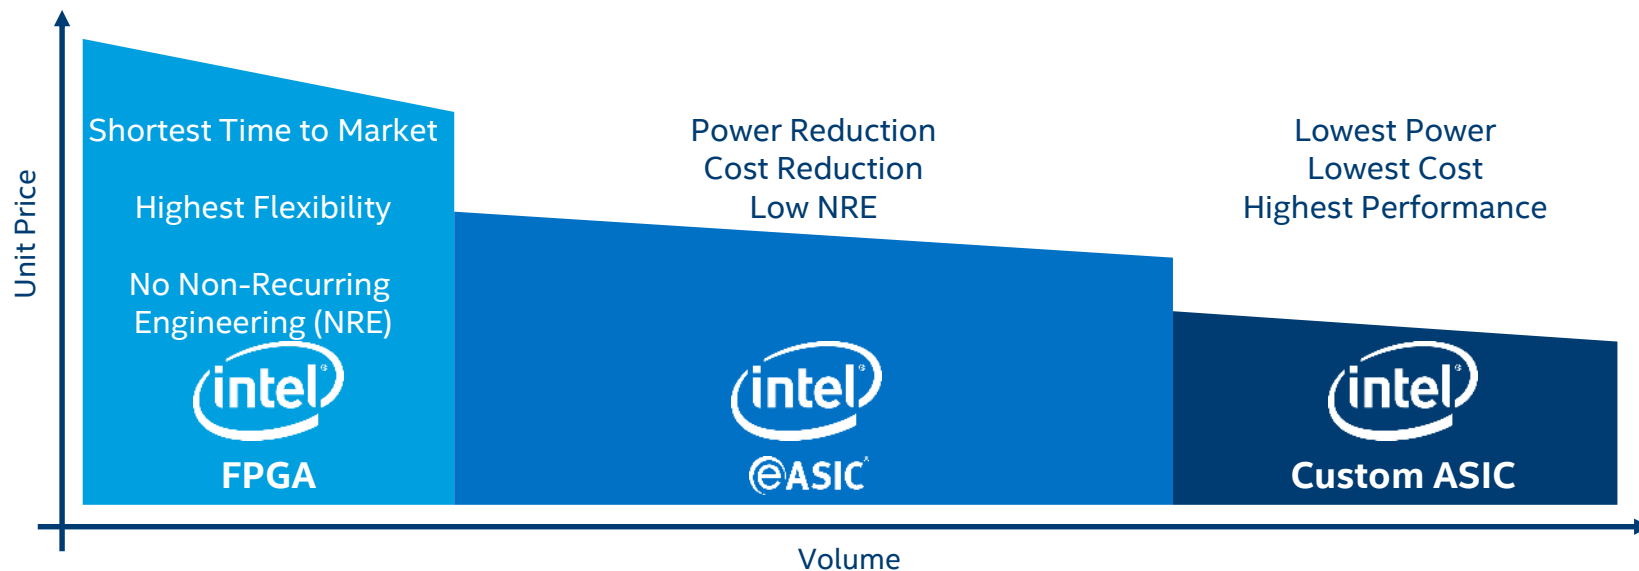 Unit Price
Shortest Time to Market
Highest Flexibility
No Non-Recurring
Engineering (NRE)
intel®
FPGA
Power Reduction
Cost Reduction
Low NRE
intel®
eASIC
Lowest Power
Lowest Cost
Highest Performance
intel®
Custom ASIC
Volume